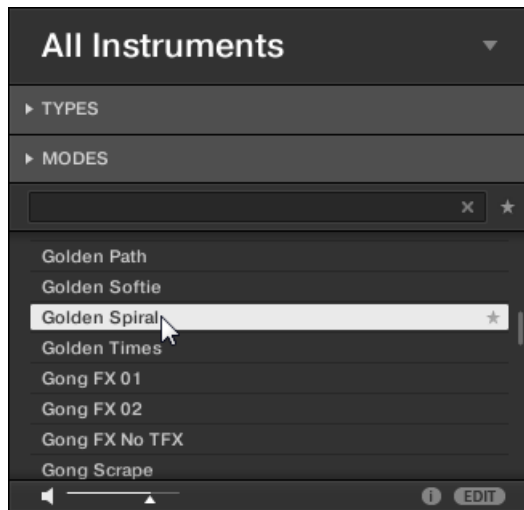 All Instruments
TYPES
MODES
Golden Path
Golden Softie
Golden Spiral
Golden Times
Gong FX 01
Gong FX 02
Gong FX No TFX
Gong Scrape
i EDIT